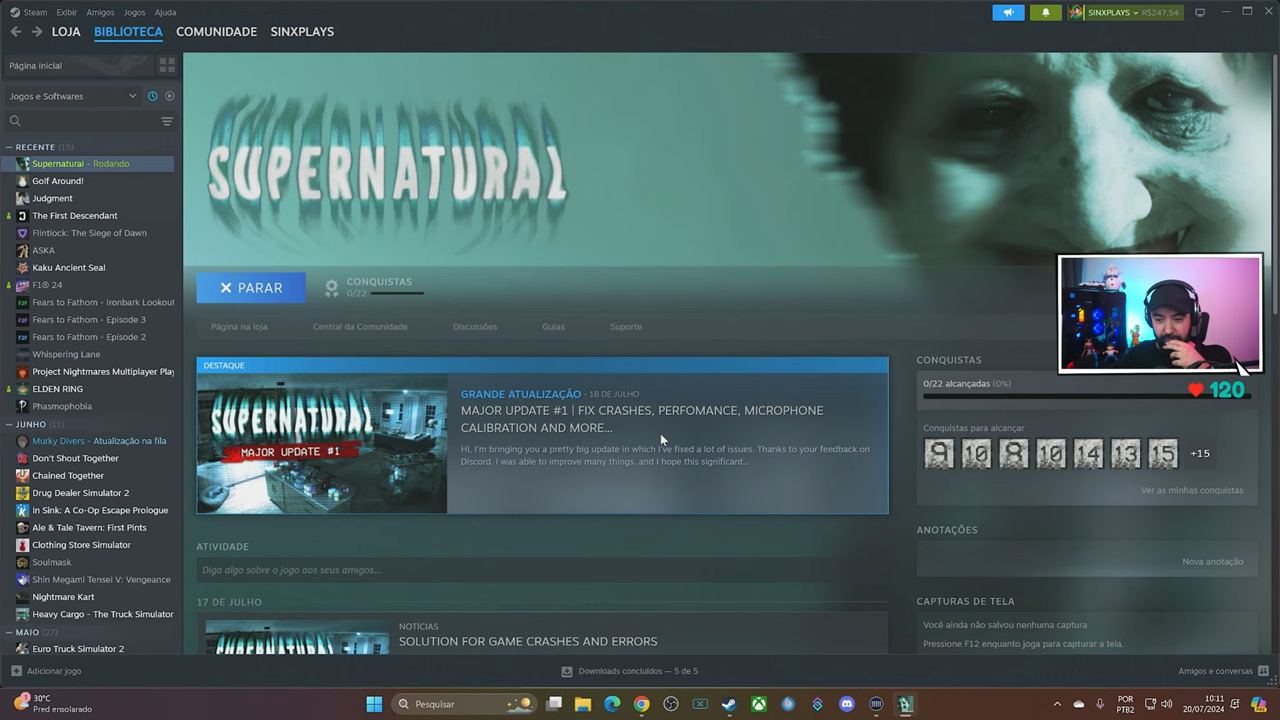 Steam Exibir Amigos Jogos Ajuda
SINXPLAYS R$247,54
LOJA BIBLIOTECA COMUNIDADE SINXPLAYS
Página inicial
Jogos e Softwares
RECENTE (15)
Supernatural - Rodando
Golf Around!
Judgment
The First Descendant
Flintlock: The Siege of Dawn
ASKA
Kaku Ancient Seal
F1® 24
Fears to Fathom - Ironbark Lookout
Fears to Fathom - Episode 3
Fears to Fathom - Episode 2
Whispering Lane
Project Nightmares Multiplayer Play
ELDEN RING
Phasmophobia
JUNHO (11)
Murky Divers - Atualização na fila
Don't Shout Together
Chained Together
Drug Dealer Simulator 2
In Sink: A Co-Op Escape Prologue
Ale & Tale Tavern: First Pints
Clothing Store Simulator
Soulmask
Shin Megami Tensei V: Vengeance
Nightmare Kart
Heavy Cargo - The Truck Simulator
MAIO (27)
Euro Truck Simulator 2
Adicionar jogo
SUPERNATURAL
PARAR
CONQUISTAS
0/22
Página na loja Central da Comunidade Discussões Guias Suporte
DESTAQUE
SUPERNATURAL
MAJOR UPDATE #1
GRANDE ATUALIZAÇÃO - 18 DE JULHO
MAJOR UPDATE #1 | FIX CRASHES, PERFOMANCE, MICROPHONE
CALIBRATION AND MORE...
Hi, I'm bringing you a pretty big update in which I've fixed a lot of issues. Thanks to your feedback on
Discord, I was able to improve many things, and I hope this significant...
ATIVIDADE
Diga algo sobre o jogo aos seus amigos...
17 DE JULHO
NOTÍCIAS
SOLUTION FOR GAME CRASHES AND ERRORS
CONQUISTAS
0/22 alcançadas (0%)
120
Conquistas para alcançar
9 10 8 10 14 13 15 +15
Ver as minhas conquistas
ANOTAÇÕES
Nova anotação
CAPTURAS DE TELA
Você ainda não salvou nenhuma captura
Pressione F12 enquanto joga para capturar a tela.
Downloads concluídos — 5 de 5
Amigos e conversas
30°C
Pred ensolarado
Pesquisar
POR
PTB2
10:11
20/07/2024